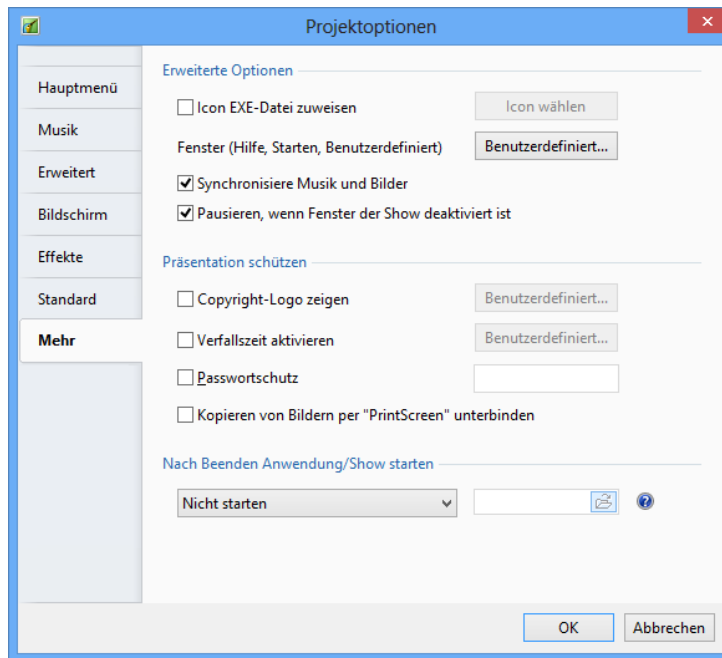 Projektoptionen
Hauptmenü
Musik
Erweitert
Bildschirm
Effekte
Standard
Mehr
Erweiterte Optionen
Icon EXE-Datei zuweisen Icon wählen
Fenster (Hilfe, Starten, Benutzerdefiniert) Benutzerdefiniert...
Synchronisiere Musik und Bilder
Pausieren, wenn Fenster der Show deaktiviert ist
Präsentation schützen
Copyright-Logo zeigen Benutzerdefiniert...
Verfallszeit aktivieren Benutzerdefiniert...
Passwortschutz
Kopieren von Bildern per "PrintScreen" unterbinden
Nach Beenden Anwendung/Show starten
Nicht starten
OK Abbrechen